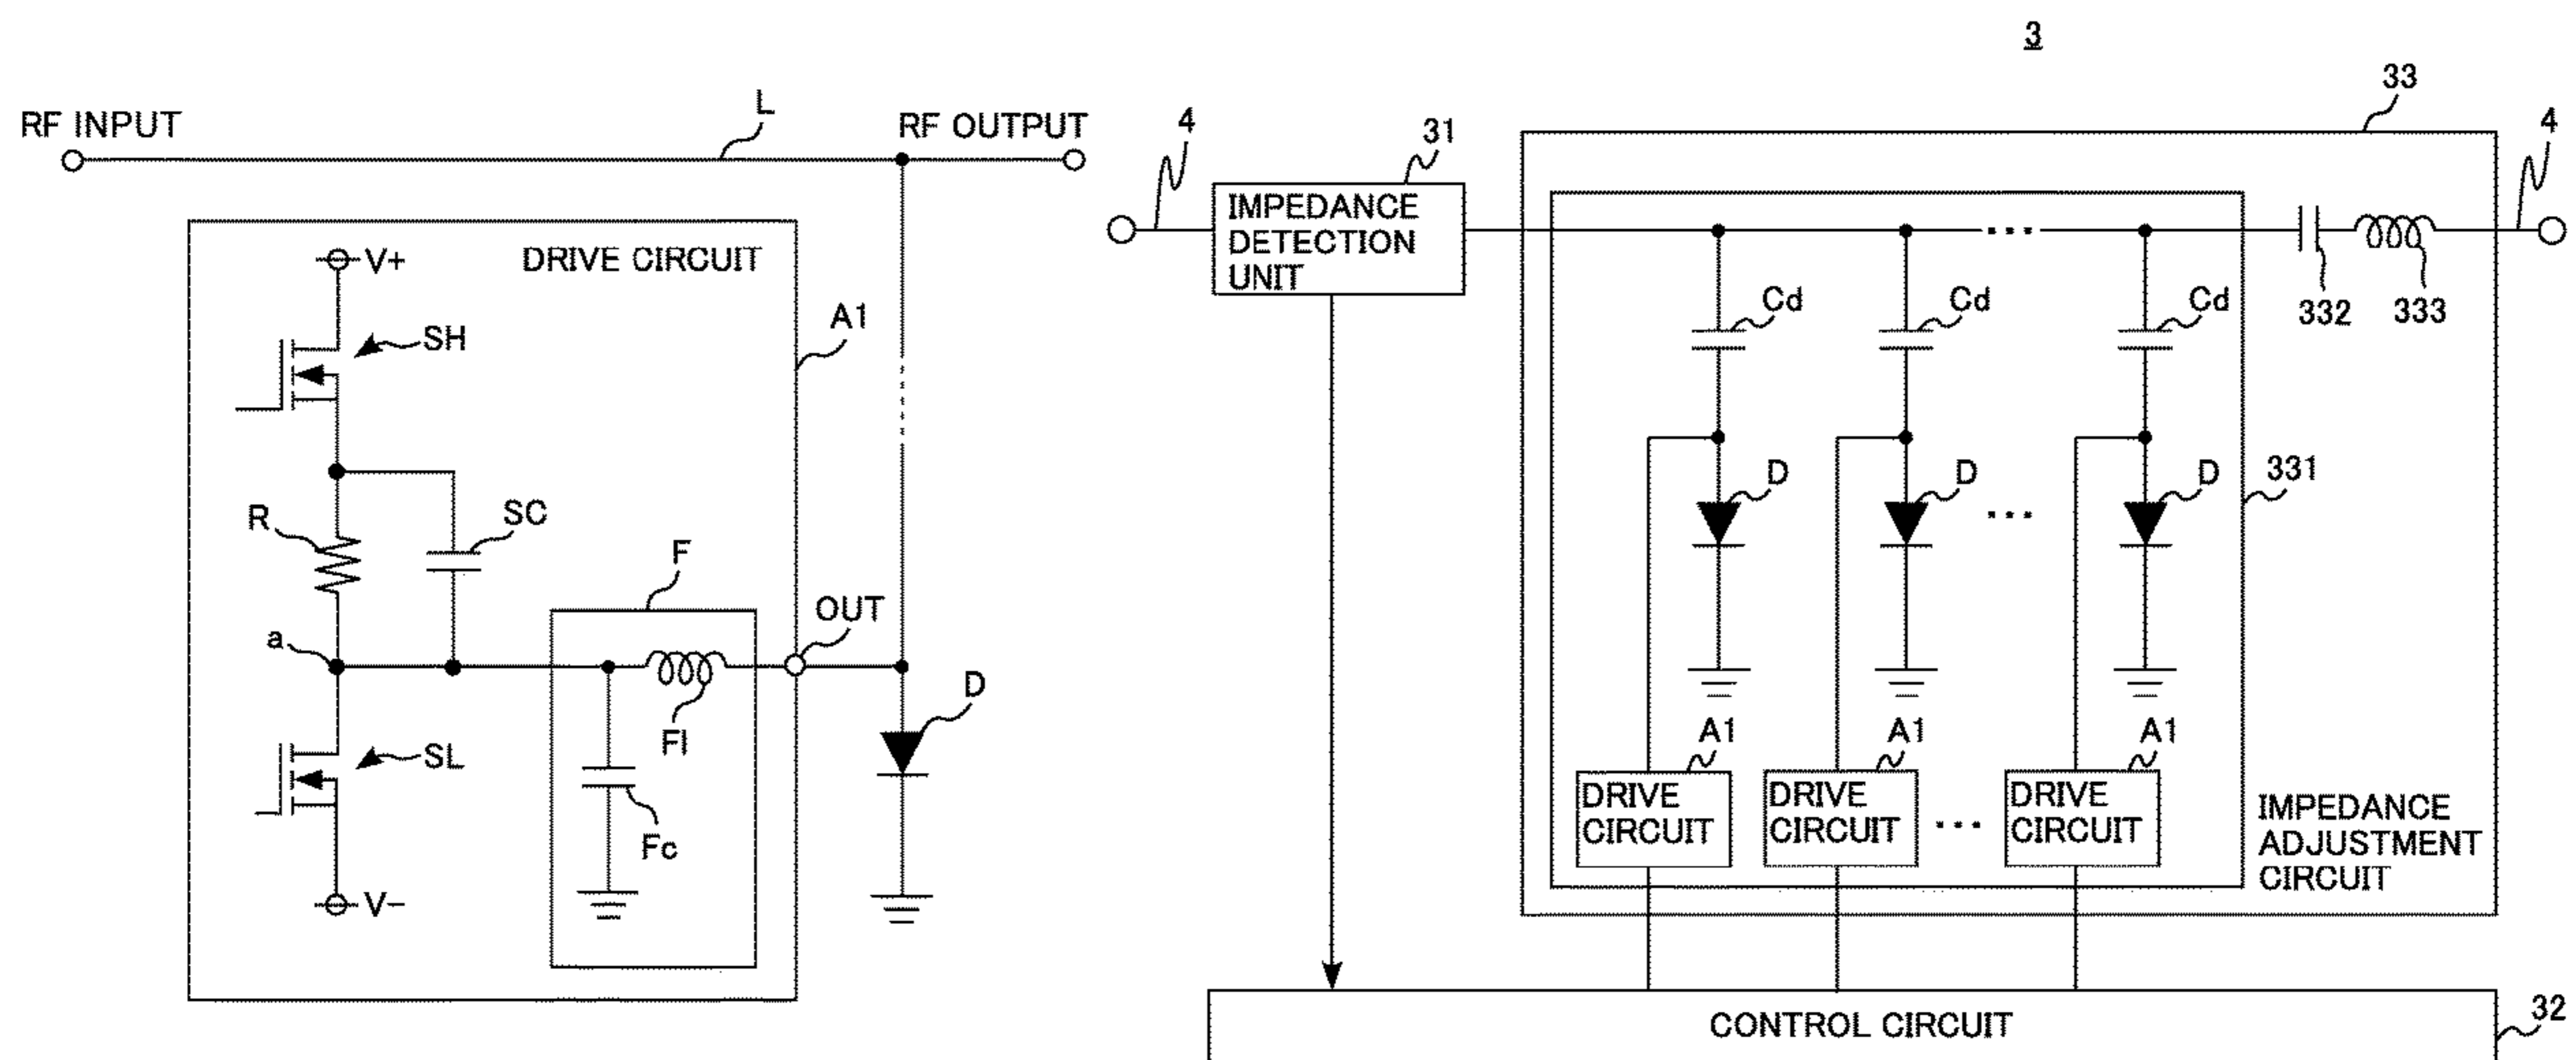 3
RF INPUT
L
RF OUTPUT
DRIVE CIRCUIT
V+
SH
A1
R
SC
F
OUT
a
Fl
D
SL
Fc
V−
4
31
33
4
IMPEDANCE
DETECTION
UNIT
Cd
Cd
...
Cd
332
333
D
D
...
D
331
A1
A1
A1
DRIVE
CIRCUIT
DRIVE
CIRCUIT
...
DRIVE
CIRCUIT
IMPEDANCE
ADJUSTMENT
CIRCUIT
CONTROL CIRCUIT
32